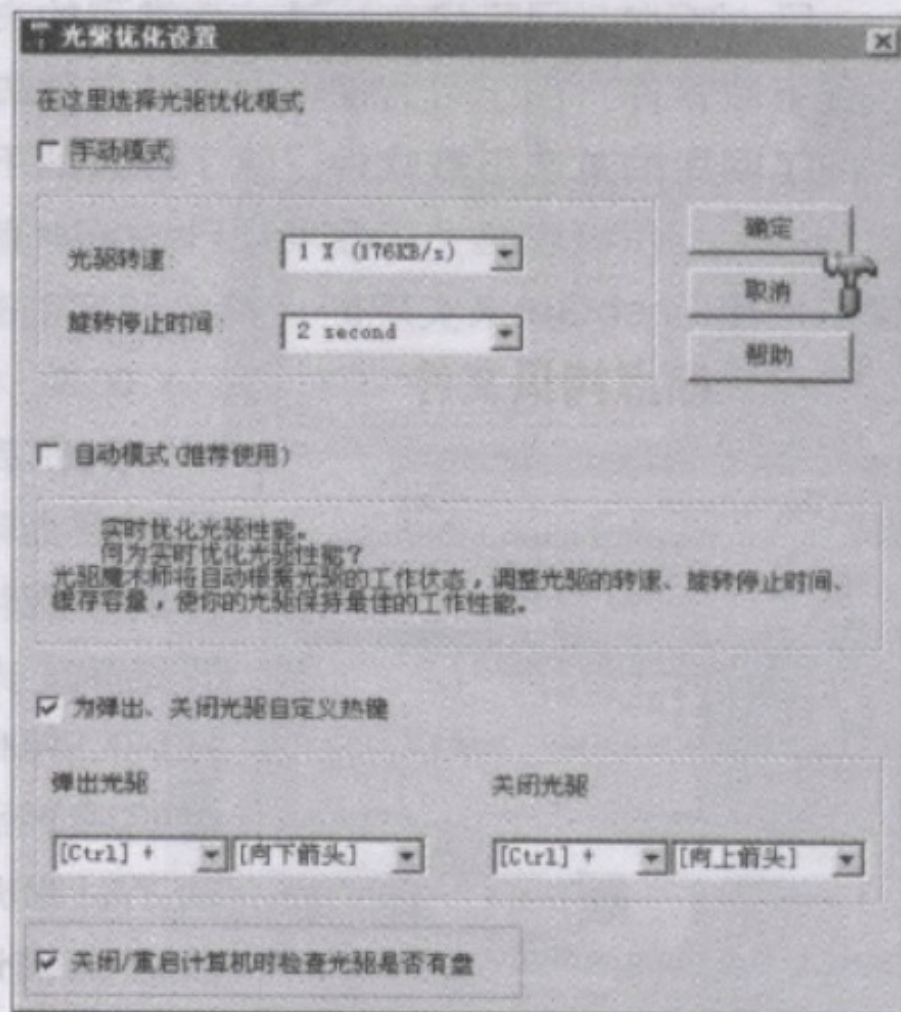 光驱优化设置
在这里选择光驱优化模式
手动模式
光驱转速:
1 X (176KB/s)
确定
旋转停止时间:
2 second
取消
帮助
自动模式(推荐使用)
实时优化光驱性能。
何为实时优化光驱性能?
光驱魔术师将自动根据光驱的工作状态,调整光驱的转速、旋转停止时间、
缓存容量,使你的光驱保持最佳的工作性能。
为弹出、关闭光驱自定义热键
弹出光驱 关闭光驱
[Ctrl] + [向下箭头] [Ctrl] + [向上箭头]
关闭/重启计算机时检查光驱是否有盘